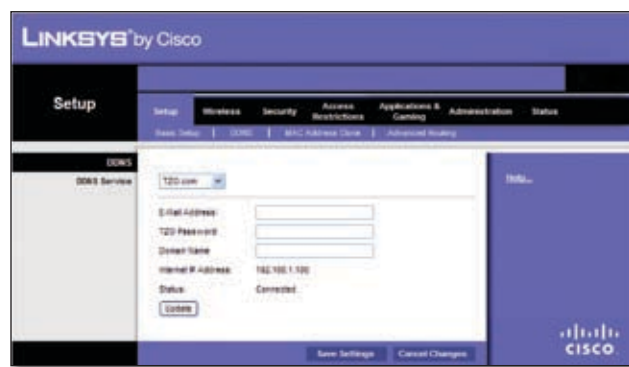 LINKSYS® by Cisco
Setup
Setup Wireless Security Access Restrictions Applications & Gaming Administration Status
Basic Setup | DDNS | MAC Address Clone | Advanced Routing
DDNS
DDNS Service
TZO.com
E-Mail Address:
TZO Password:
Domain Name:
Internet IP Address: 192.168.1.100
Status: Connected
Update
Help...
Save Settings Cancel Changes
CISCO